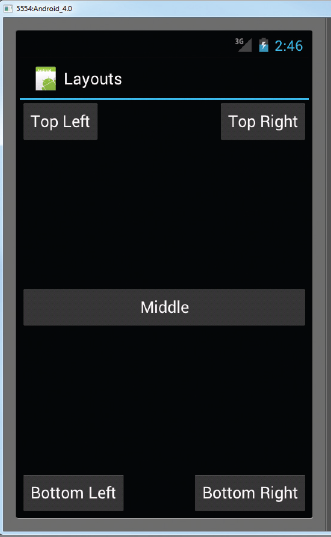 5554:Android_4.0
3G 2:46
Layouts
Top Left Top Right
Middle
Bottom Left Bottom Right